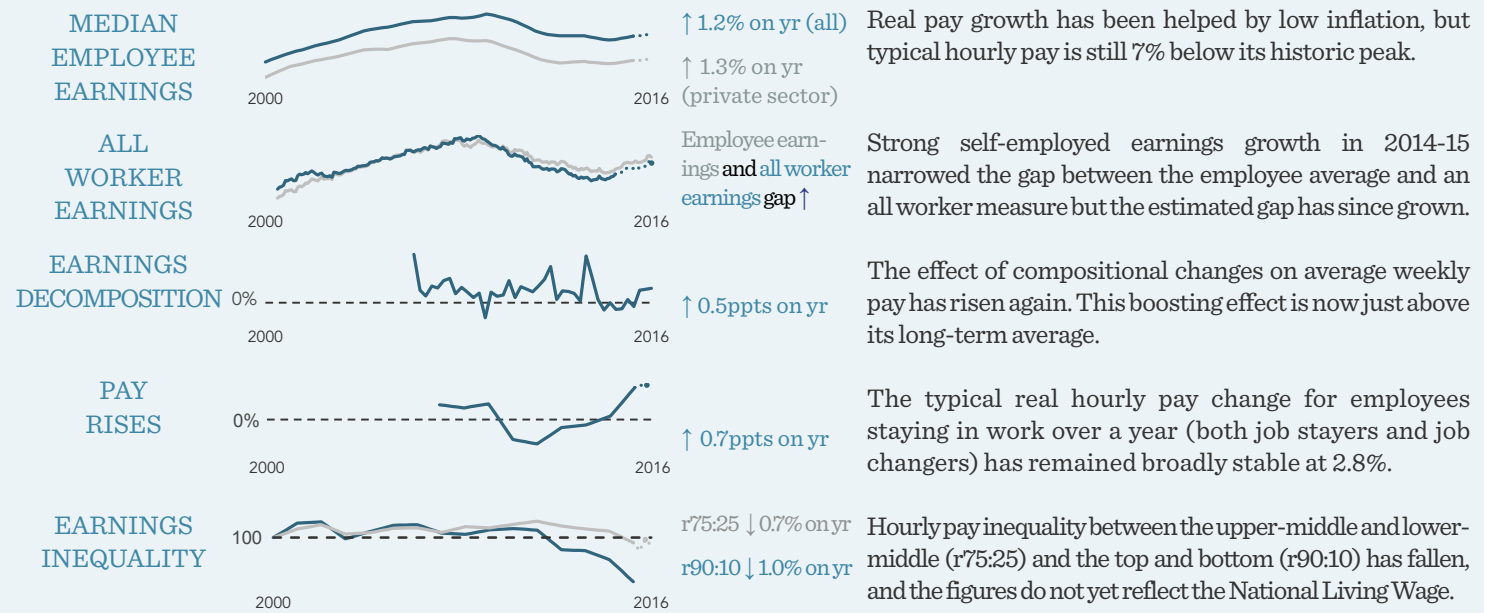 MEDIAN
EMPLOYEE
EARNINGS
2000
2016
↑ 1.2% on yr (all)
↑ 1.3% on yr
(private sector)
Real pay growth has been helped by low inflation, but
typical hourly pay is still 7% below its historic peak.
ALL
WORKER
EARNINGS
2000
2016
Employee earn-
ings and all worker
earnings gap ↑
Strong self-employed earnings growth in 2014-15
narrowed the gap between the employee average and an
all worker measure but the estimated gap has since grown.
EARNINGS
DECOMPOSITION
0%
2000
2016
↑ 0.5ppts on yr
The effect of compositional changes on average weekly
pay has risen again. This boosting effect is now just above
its long-term average.
PAY
RISES
0%
2000
2016
↑ 0.7ppts on yr
The typical real hourly pay change for employees
staying in work over a year (both job stayers and job
changers) has remained broadly stable at 2.8%.
EARNINGS
INEQUALITY
100
2000
2016
r75:25 ↓ 0.7% on yr
r90:10 ↓ 1.0% on yr
Hourly pay inequality between the upper-middle and lower-
middle (r75:25) and the top and bottom (r90:10) has fallen,
and the figures do not yet reflect the National Living Wage.